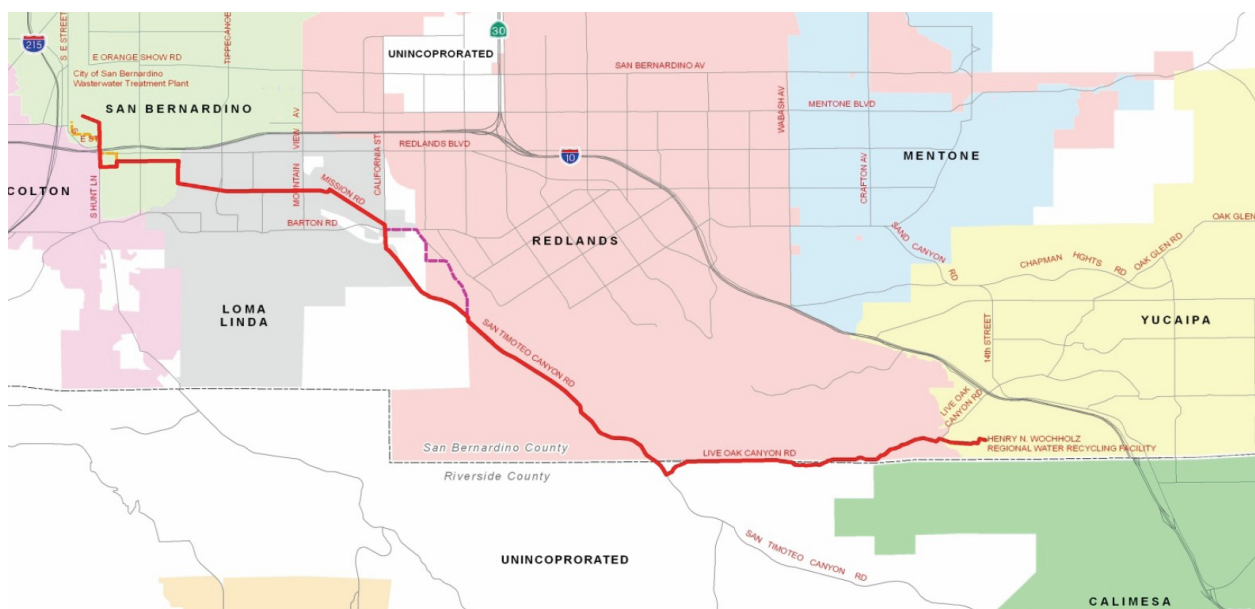 30
215
S E STREET
TIPPECANOE
UNINCOPRORATED
E ORANGE SHOW RD
SAN BERNARDINO AV
City of San Bernardino
Wasterwater Treatment Plant
SAN BERNARDINO
MOUNTAIN VIEW AV
WABASH AV
MENTONE BLVD
E ST
REDLANDS BLVD
CALIFORNIA ST
10
MENTONE
CRAFTON AV
COLTON
S HUNT LN
MISSION RD
BARTON RD
REDLANDS
SAND CANYON RD
OAK GLEN
OAK GLEN RD
CHAPMAN HGHTS RD
LOMA
LINDA
YUCAIPA
14th STREET
SAN TIMOTEO CANYON RD
LIVE OAK
CANYON RD
HENRY N. WOCHHOLZ
REGIONAL WATER RECYCLING FACILITY
San Bernardino County
LIVE OAK CANYON RD
Riverside County
UNINCOPRORATED
SAN TIMOTEO CANYON RD
CALIMESA